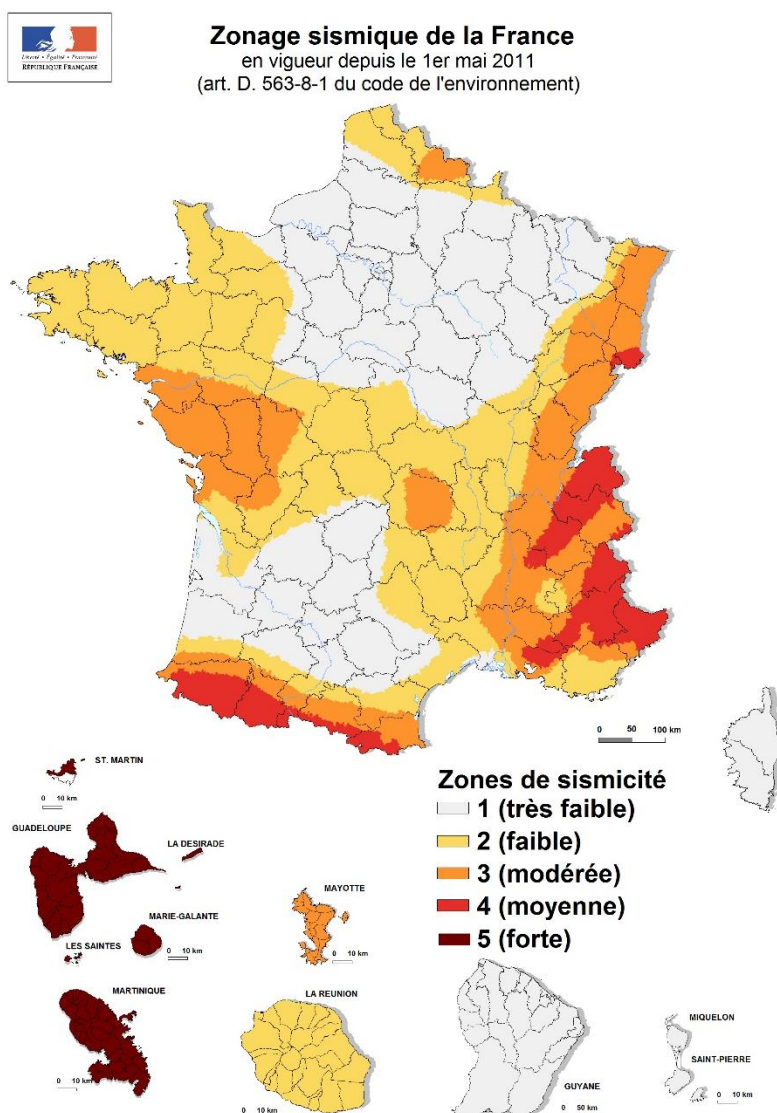 Liberté • Égalité • Fraternité
RÉPUBLIQUE FRANÇAISE
Zonage sismique de la France
en vigueur depuis le 1er mai 2011
(art. D. 563-8-1 du code de l'environnement)
0 50 100 km
ST. MARTIN
0 10 km
GUADELOUPE
LA DESIRADE
MARIE-GALANTE
0 10 km
LES SAINTES
MARTINIQUE
0 10 km
MAYOTTE
0 10 km
LA REUNION
0 10 km
Zones de sismicité
1 (très faible)
2 (faible)
3 (modérée)
4 (moyenne)
5 (forte)
GUYANE
0 50 km
MIQUELON
SAINT-PIERRE
0 10 km